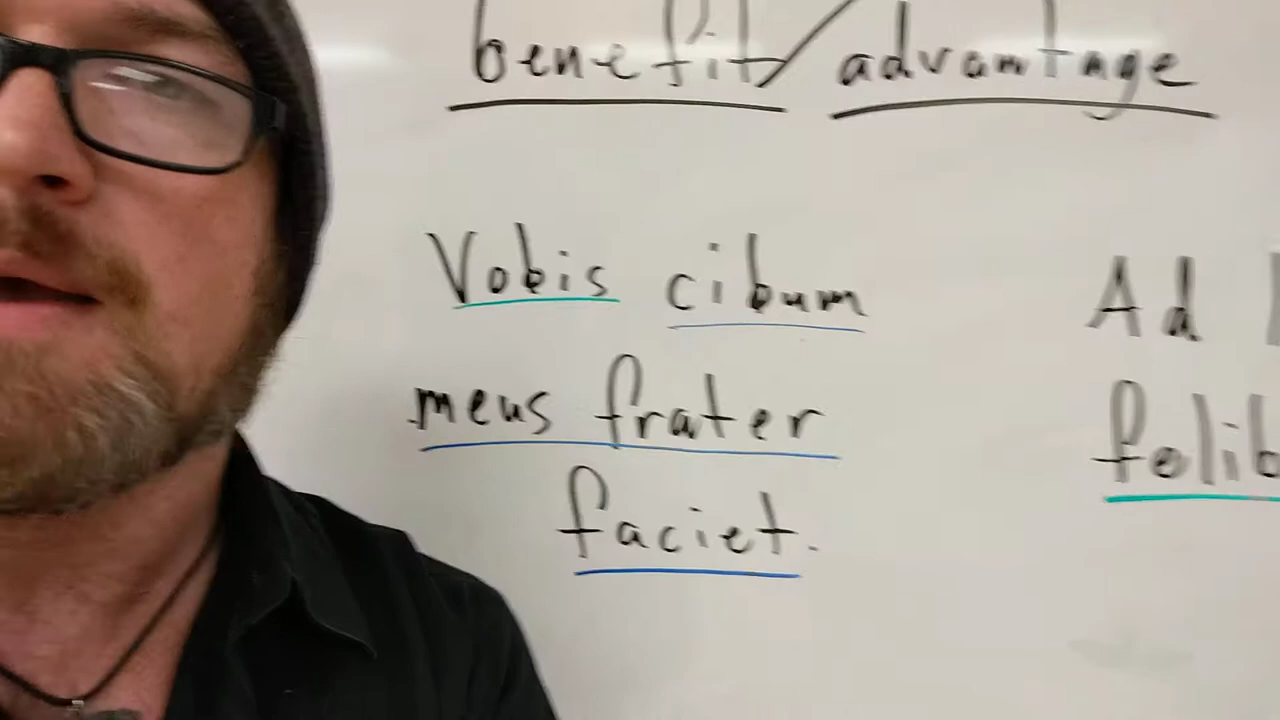 benefit/advantage
Vobis cibum
meus frater
faciet.
Ad